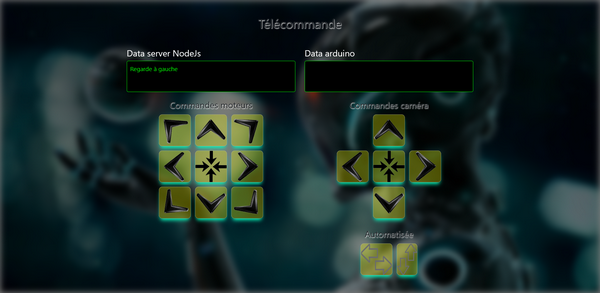 Télécommande
Data server NodeJs
Data arduino
Regarde à gauche
Commandes moteurs
Commandes caméra
Automatisée